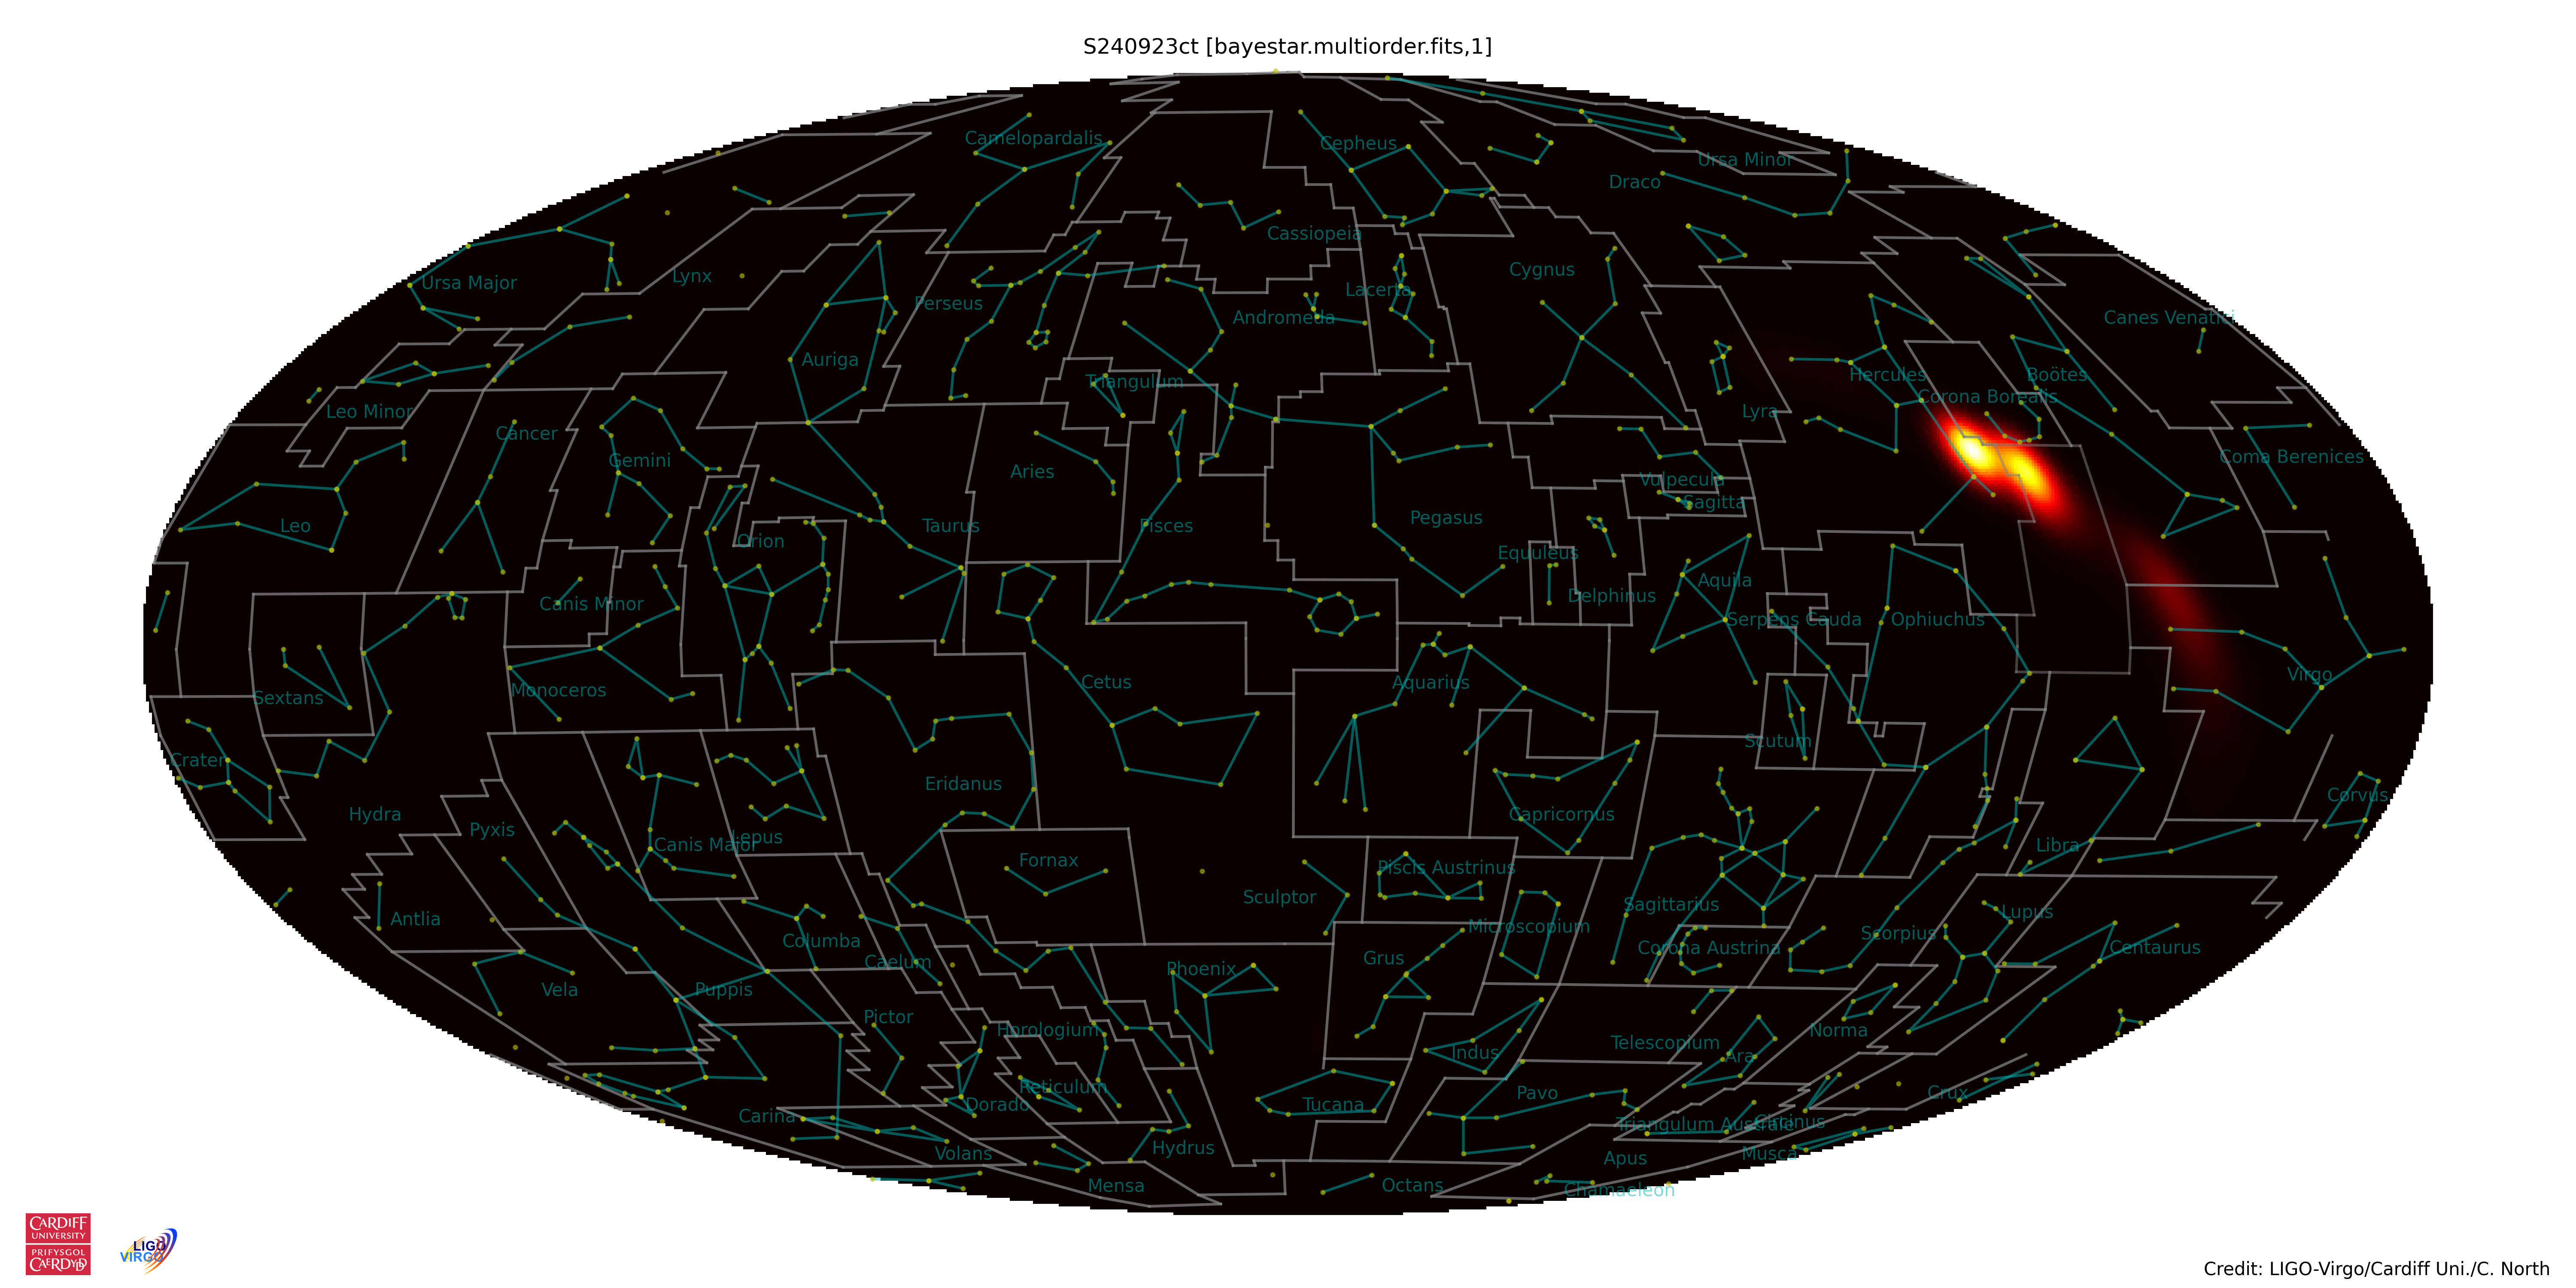 S240923ct [bayestar.multiorder.fits,1]
Camelopardalis
Cepheus
Ursa Minor
Draco
Cassiopeia
Ursa Major
Lynx
Cygnus
Perseus
Lacerta
Andromeda
Canes Venatici
Auriga
Triangulum
Hercules
Boötes
Corona Borealis
Leo Minor
Lyra
Cancer
Gemini
Aries
Coma Berenices
Vulpecula
Sagitta
Leo
Orion
Taurus
Pisces
Pegasus
Equuleus
Canis Minor
Delphinus
Aquila
Serpens Cauda
Ophiuchus
Sextans
Monoceros
Cetus
Aquarius
Virgo
Scutum
Crater
Hydra
Pyxis
Eridanus
Capricornus
Corvus
Canis Major
Lepus
Libra
Fornax
Piscis Austrinus
Sculptor
Antlia
Sagittarius
Lupus
Microscopium
Columba
Corona Austrina
Scorpius
Centaurus
Caelum
Phoenix
Grus
Vela
Puppis
Pictor
Horologium
Indus
Telescopium
Ara
Norma
Reticulum
Dorado
Pavo
Crux
Carina
Tucana
Triangulum Australe
Circinus
Volans
Hydrus
Apus
Musca
Mensa
Octans
Chamaeleon
CARDIFF
UNIVERSITY
PRIFYSGOL
CAERDYDD
LIGO
VIRGO
Credit: LIGO-Virgo/Cardiff Uni./C. North